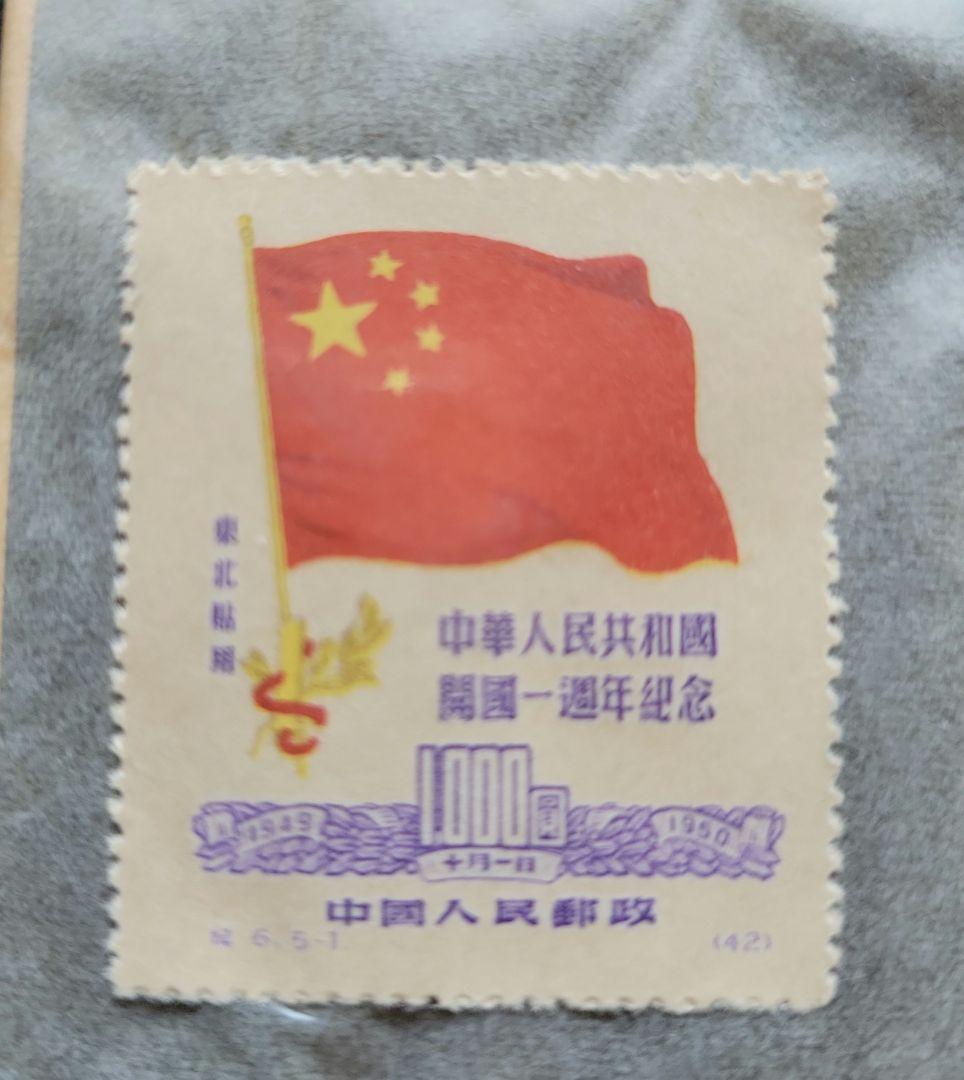 東北貼用
中華人民共和國
開國一週年紀念
1000圓
1949
1950
十月一日
中國人民郵政
紀 6. 5-1
(42)